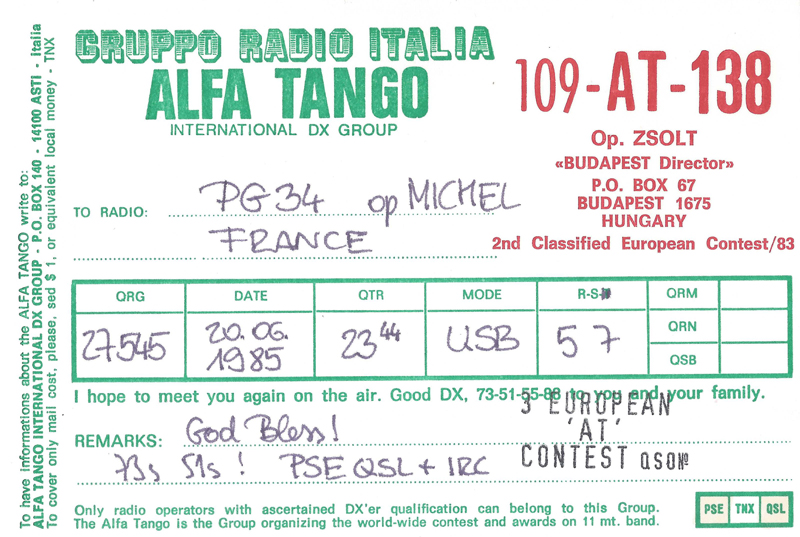 To have informations about the ALFA TANGO write to:
ALFA TANGO INTERNATIONAL DX GROUP - P.O. BOX 140 - 14100 ASTI - Italia
To cover only mail cost, please, sed $ 1, or equivalent local money - TNX
GRUPPO RADIO ITALIA
ALFA TANGO
INTERNATIONAL DX GROUP
109-AT-138
Op. ZSOLT
«BUDAPEST Director»
P.O. BOX 67
BUDAPEST 1675
HUNGARY
2nd Classified European Contest/83
TO RADIO: PG34 op MICHEL
FRANCE
QRG DATE QTR MODE R-S QRM
27545 20.06. 1985 23 44 USB 5 7 QRN
QSB
I hope to meet you again on the air. Good DX, 73-51-55-88 to you and your family.
3 EUROPEAN
'AT'
CONTEST QSO№
REMARKS: God Bless!
73s 51s! PSE QSL + IRC
Only radio operators with ascertained DX'er qualification can belong to this Group.
The Alfa Tango is the Group organizing the world-wide contest and awards on 11 mt. band.
PSE TNX QSL